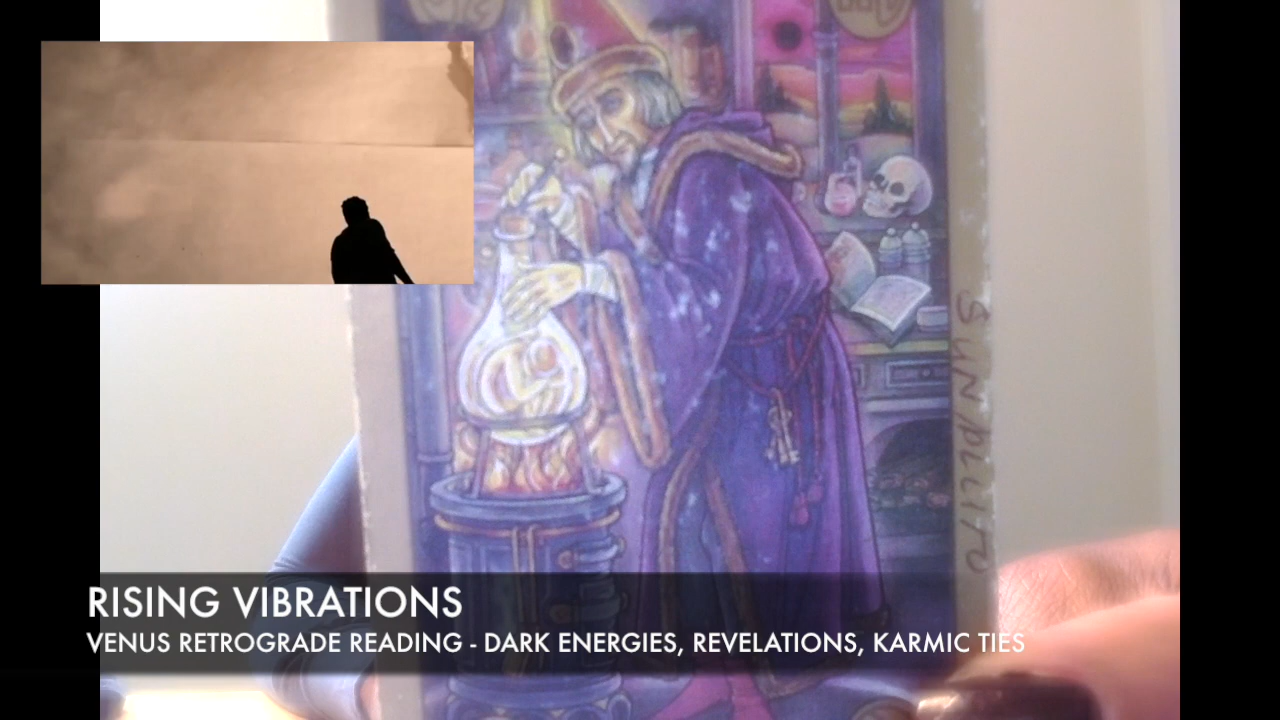 RISING VIBRATIONS
VENUS RETROGRADE READING - DARK ENERGIES, REVELATIONS, KARMIC TIES